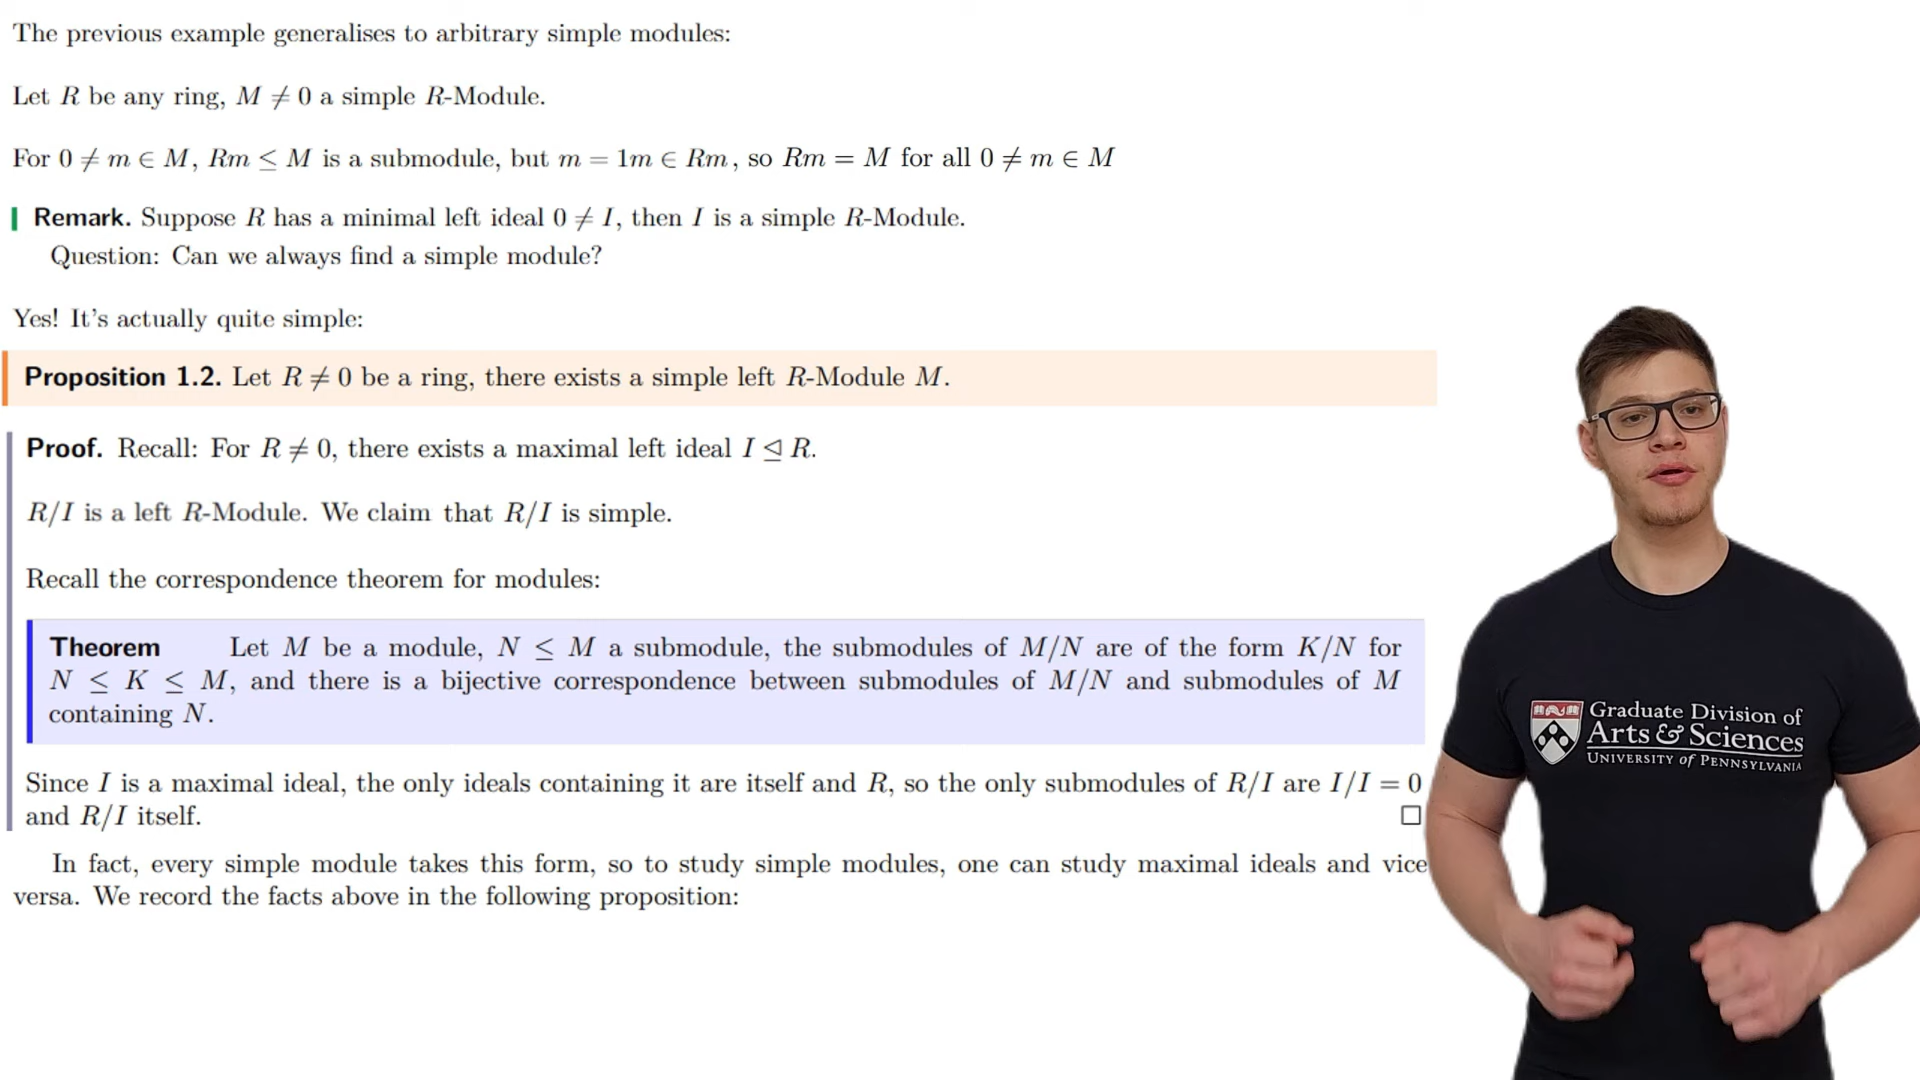 The previous example generalises to arbitrary simple modules:
Let R be any ring, M ≠ 0 a simple R-Module.
For 0 ≠ m ∈ M, Rm ≤ M is a submodule, but m = 1m ∈ Rm, so Rm = M for all 0 ≠ m ∈ M
Remark. Suppose R has a minimal left ideal 0 ≠ I, then I is a simple R-Module.
Question: Can we always find a simple module?
Yes! It's actually quite simple:
Proposition 1.2. Let R ≠ 0 be a ring, there exists a simple left R-Module M.
Proof. Recall: For R ≠ 0, there exists a maximal left ideal I ⊴ R.
R/I is a left R-Module. We claim that R/I is simple.
Recall the correspondence theorem for modules:
Theorem Let M be a module, N ≤ M a submodule, the submodules of M/N are of the form K/N for
N ≤ K ≤ M, and there is a bijective correspondence between submodules of M/N and submodules of M
containing N.
Since I is a maximal ideal, the only ideals containing it are itself and R, so the only submodules of R/I are I/I = 0
and R/I itself. □
In fact, every simple module takes this form, so to study simple modules, one can study maximal ideals and vice
versa. We record the facts above in the following proposition:
Graduate Division of
Arts & Sciences
UNIVERSITY of PENNSYLVANIA